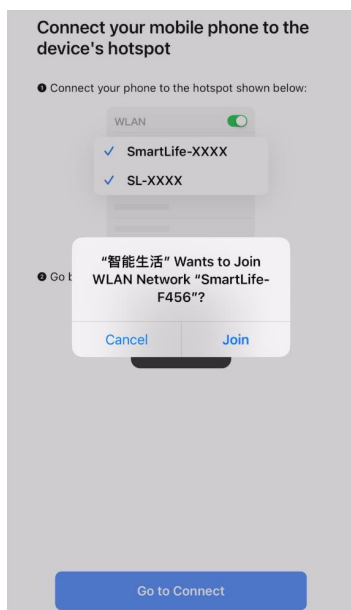 Connect your mobile phone to the
device's hotspot
❶ Connect your phone to the hotspot shown below:
WLAN
✓ SmartLife-XXXX
✓ SL-XXXX
❷ Go b
“智能生活” Wants to Join
WLAN Network “SmartLife-
F456”?
Cancel
Join
Go to Connect